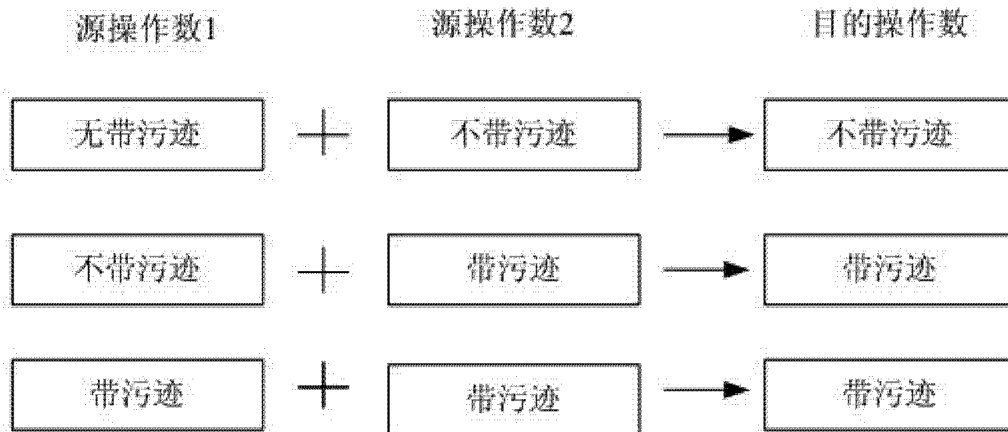 源操作数1 源操作数2 目的操作数
无带污迹 + 不带污迹 不带污迹
不带污迹 + 带污迹 带污迹
带污迹 + 带污迹 带污迹